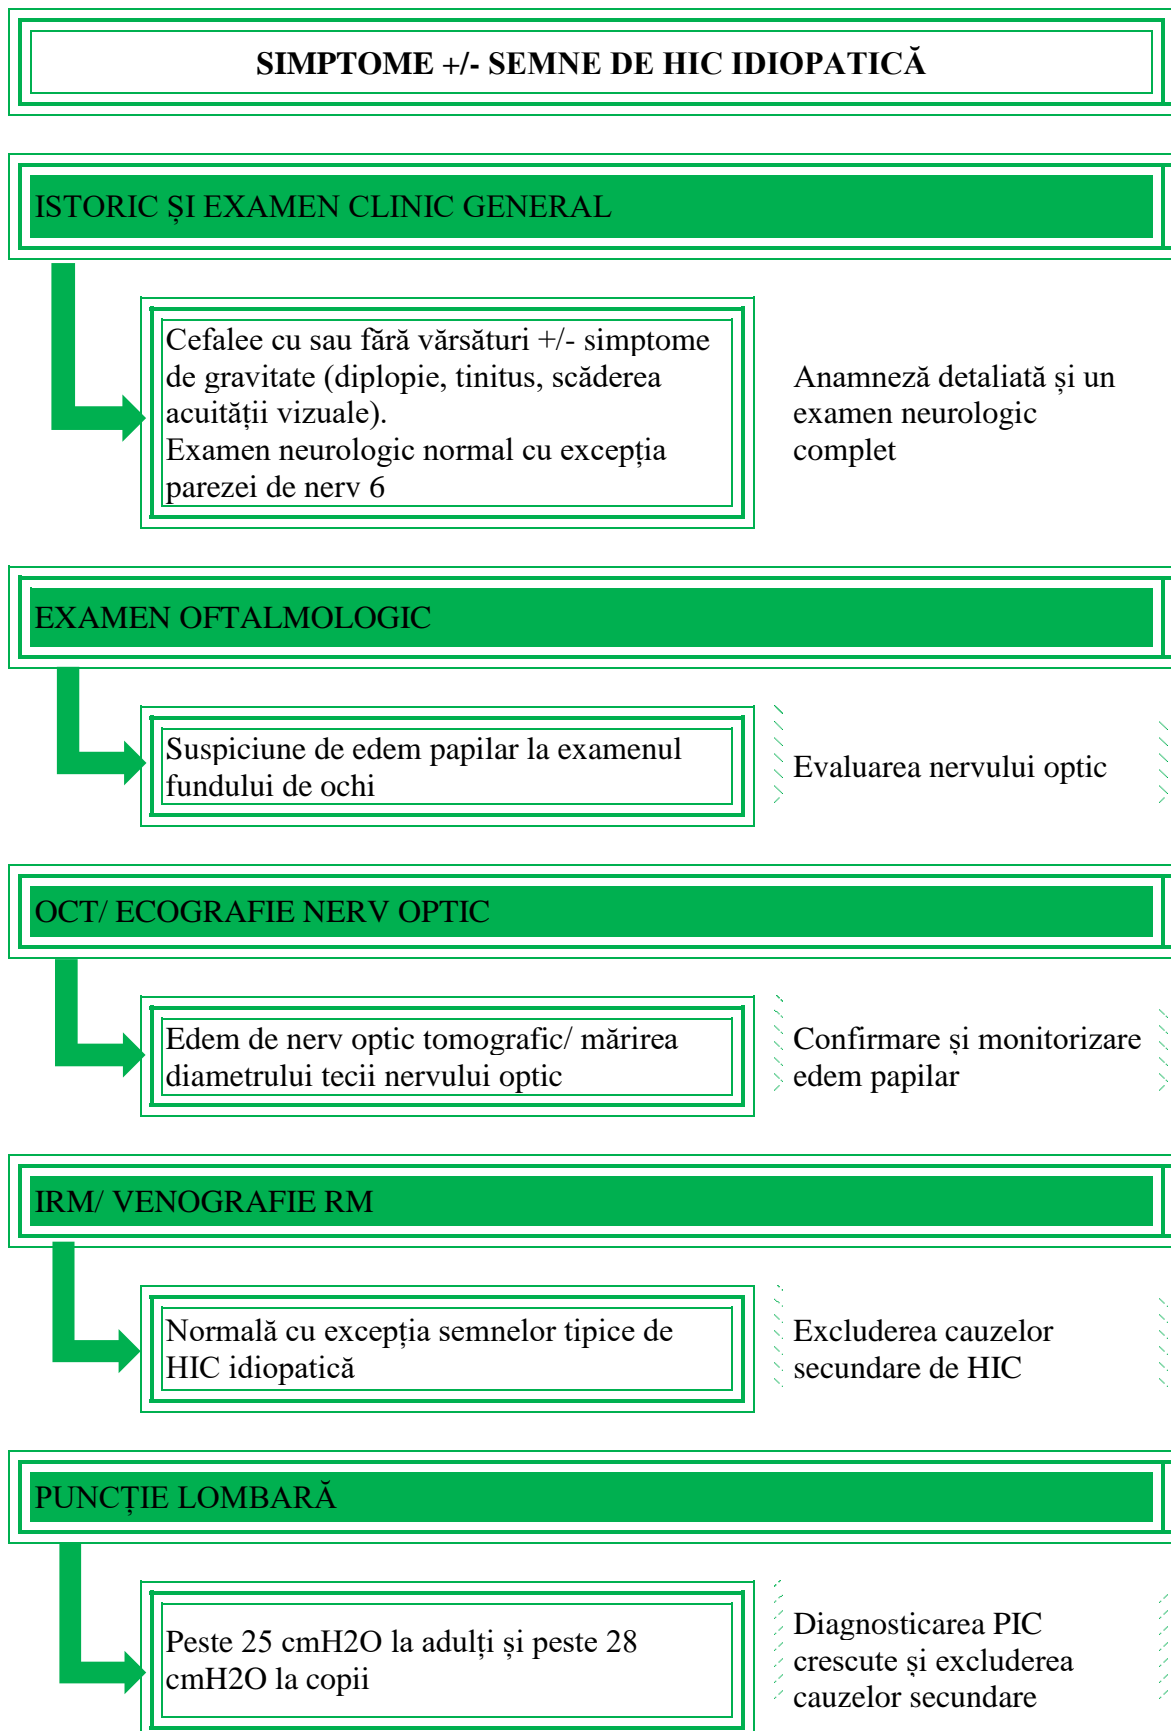 SIMPTOME +/- SEMNE DE HIC IDIOPATICĂ
ISTORIC ȘI EXAMEN CLINIC GENERAL
Cefalee cu sau fără vărsături +/- simptome
de gravitate (diplopie, tinitus, scăderea
acuității vizuale).
Examen neurologic normal cu excepția
parezei de nerv 6
Anamneză detaliată și un
examen neurologic
complet
EXAMEN OFTALMOLOGIC
Suspiciune de edem papilar la examenul
fundului de ochi
Evaluarea nervului optic
OCT/ ECOGRAFIE NERV OPTIC
Edem de nerv optic tomografic/ mărirea
diametrului tecii nervului optic
Confirmare și monitorizare
edem papilar
IRM/ VENOGRAFIE RM
Normală cu excepția semnelor tipice de
HIC idiopatică
Excluderea cauzelor
secundare de HIC
PUNCȚIE LOMBARĂ
Peste 25 cmH2O la adulți și peste 28
cmH2O la copii
Diagnosticarea PIC
crescute și excluderea
cauzelor secundare